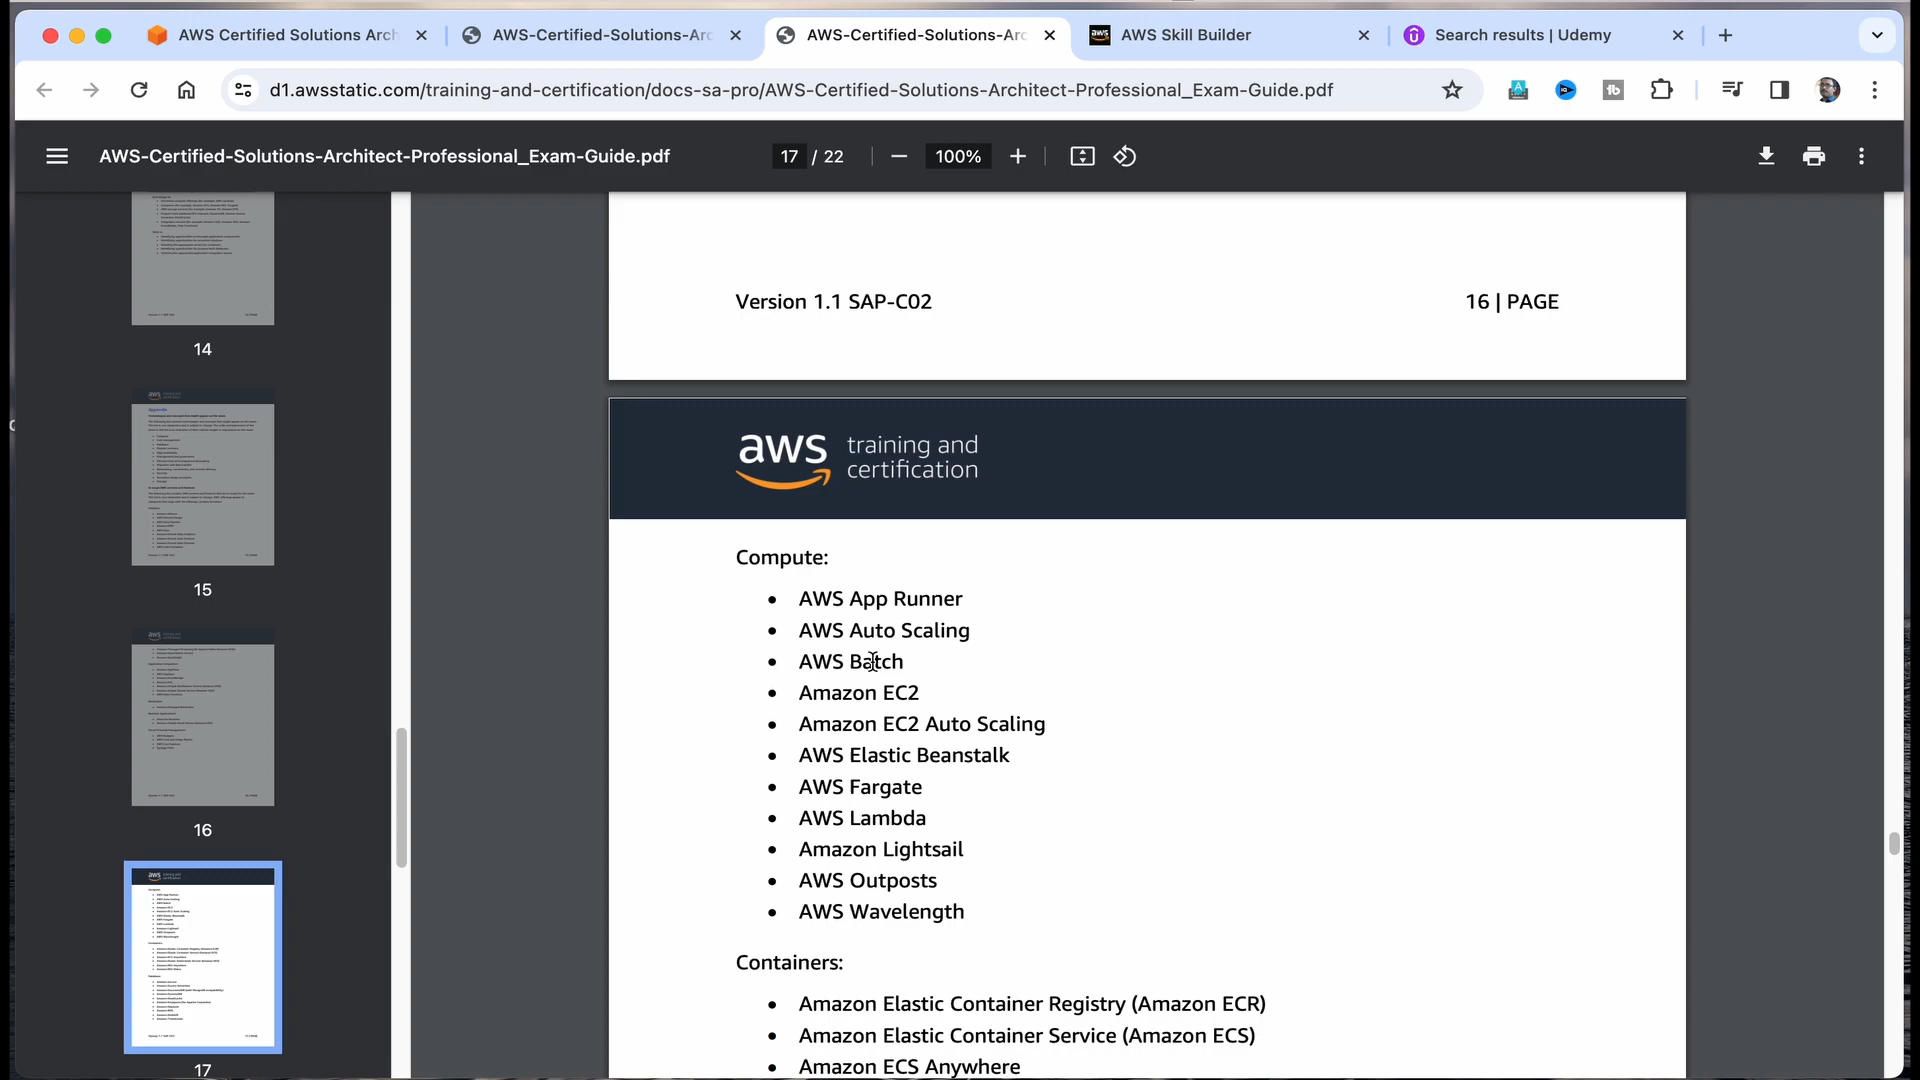 AWS Certified Solutions Arch
AWS-Certified-Solutions-Arc
AWS-Certified-Solutions-Arc
AWS Skill Builder
Search results | Udemy
d1.awsstatic.com/training-and-certification/docs-sa-pro/AWS-Certified-Solutions-Architect-Professional_Exam-Guide.pdf
AWS-Certified-Solutions-Architect-Professional_Exam-Guide.pdf
17 / 22
100%
14
15
16
17
Version 1.1 SAP-C02
16 | PAGE
aws training and
certification
Compute:
• AWS App Runner
• AWS Auto Scaling
• AWS Batch
• Amazon EC2
• Amazon EC2 Auto Scaling
• AWS Elastic Beanstalk
• AWS Fargate
• AWS Lambda
• Amazon Lightsail
• AWS Outposts
• AWS Wavelength
Containers:
• Amazon Elastic Container Registry (Amazon ECR)
• Amazon Elastic Container Service (Amazon ECS)
• Amazon ECS Anywhere